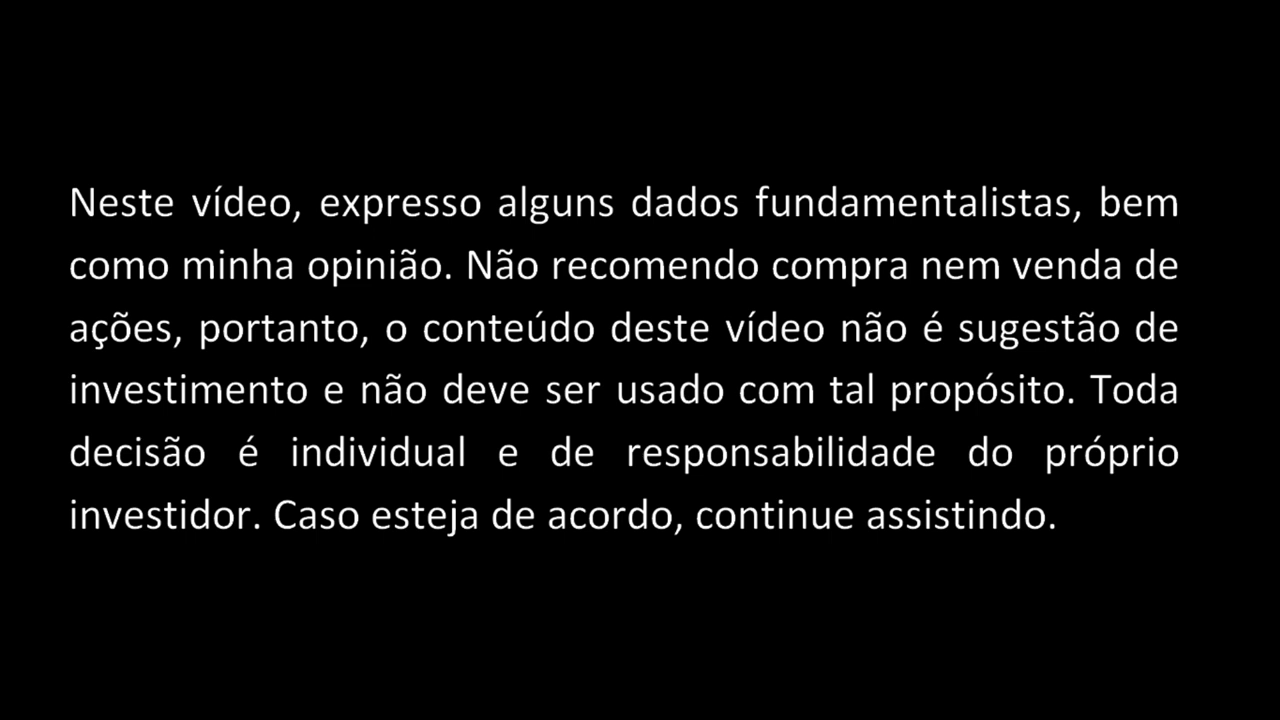 Neste vídeo, expresso alguns dados fundamentalistas, bem
como minha opinião. Não recomendo compra nem venda de
ações, portanto, o conteúdo deste vídeo não é sugestão de
investimento e não deve ser usado com tal propósito. Toda
decisão é individual e de responsabilidade do próprio
investidor. Caso esteja de acordo, continue assistindo.